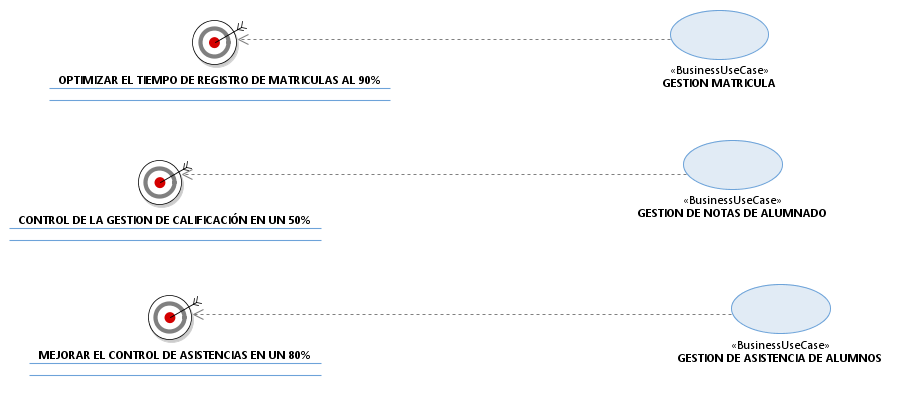 OPTIMIZAR EL TIEMPO DE REGISTRO DE MATRICULAS AL 90%
«BusinessUseCase»
GESTION MATRICULA
CONTROL DE LA GESTION DE CALIFICACIÓN EN UN 50%
«BusinessUseCase»
GESTION DE NOTAS DE ALUMNADO
MEJORAR EL CONTROL DE ASISTENCIAS EN UN 80%
«BusinessUseCase»
GESTION DE ASISTENCIA DE ALUMNOS